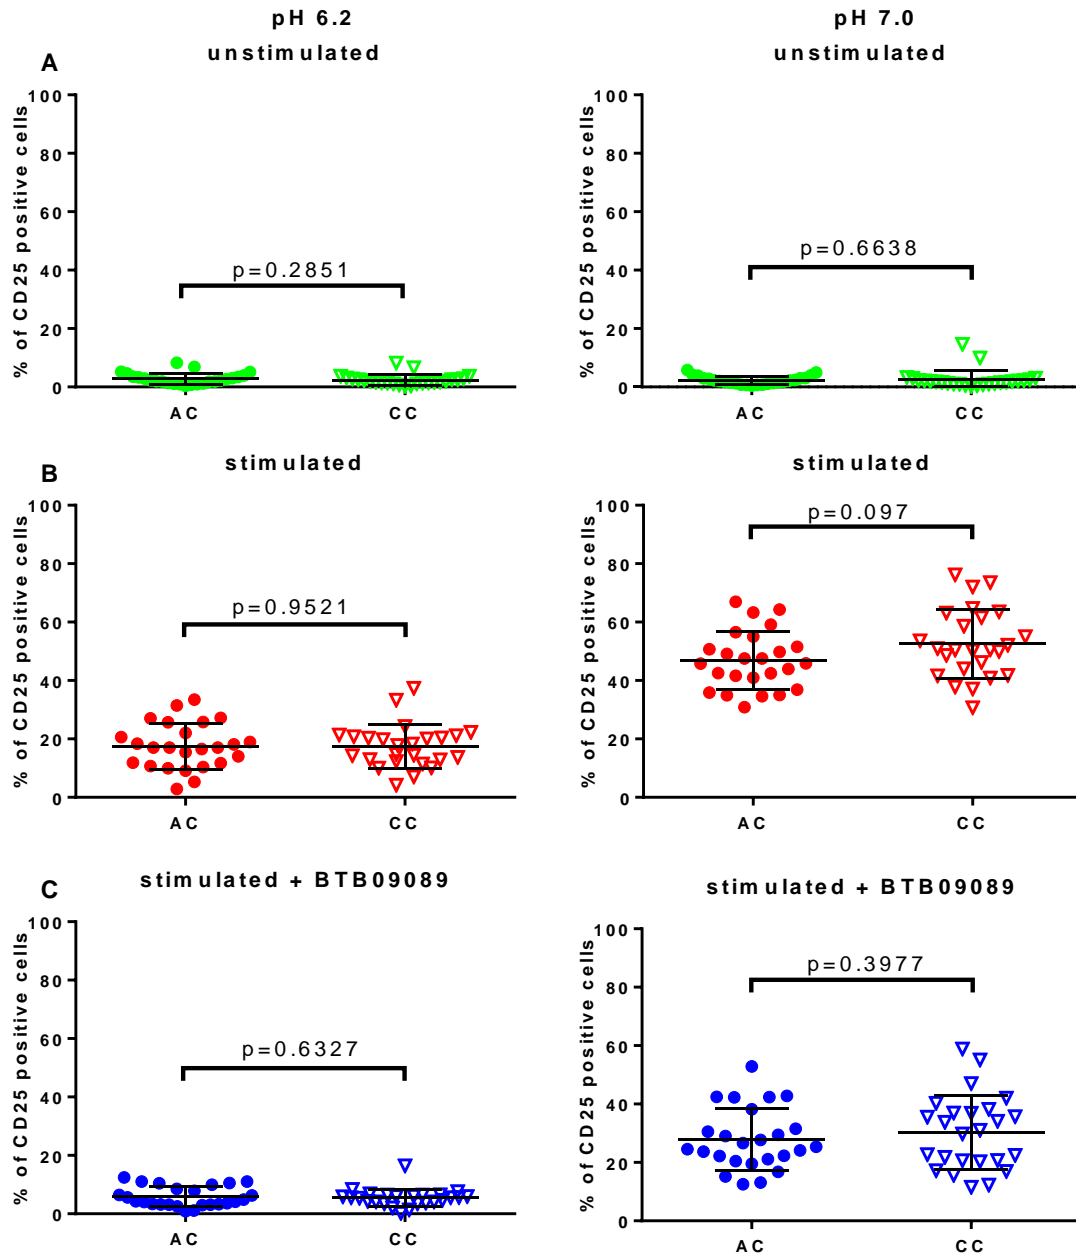 pH 6.2
unstimulated
pH 7.0
unstimulated
A
% of CD25 positive cells
100
80
60
40
20
0
p=0.2851
AC
CC
% of CD25 positive cells
100
80
60
40
20
0
p=0.6638
AC
CC
B
stimulated
% of CD25 positive cells
100
80
60
40
20
0
p=0.9521
AC
CC
stimulated
% of CD25 positive cells
100
80
60
40
20
0
p=0.097
AC
CC
C
stimulated + BTB09089
% of CD25 positive cells
100
80
60
40
20
0
p=0.6327
AC
CC
stimulated + BTB09089
% of CD25 positive cells
100
80
60
40
20
0
p=0.3977
AC
CC